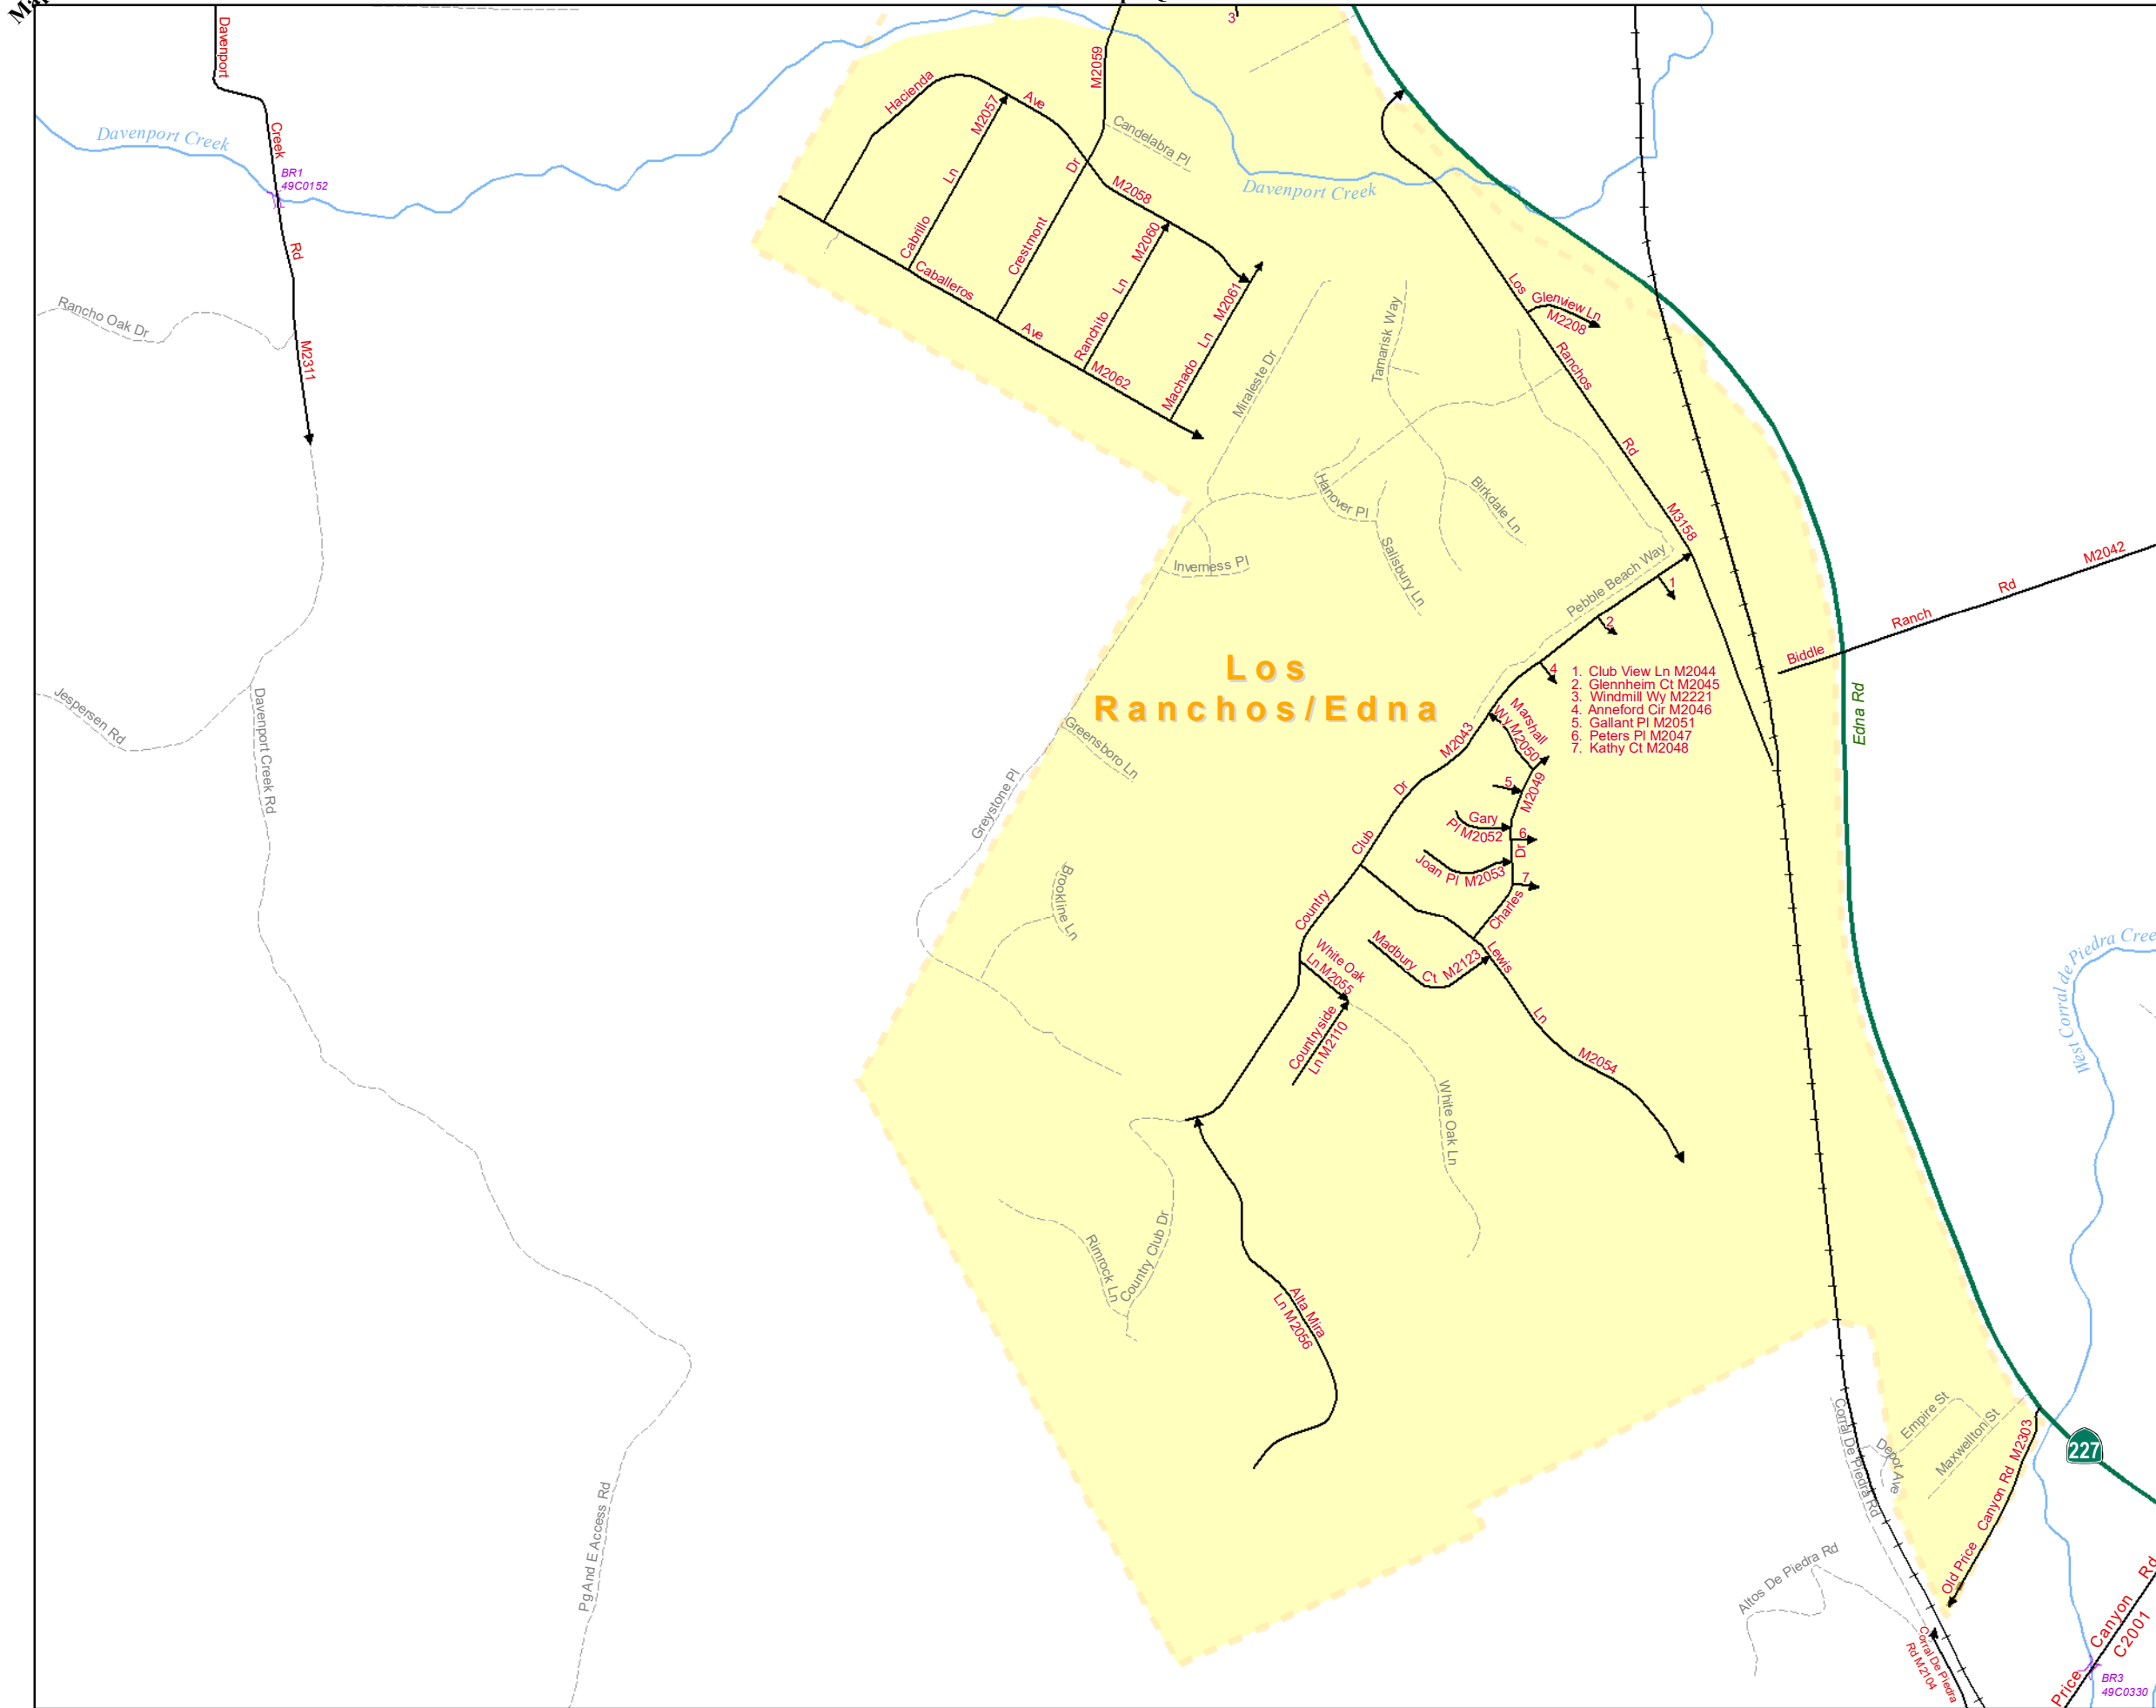 Ma
3
Davenport
Creek
Rd
M2311
Davenport Creek
BR1
49C0152
Rancho Oak Dr
Jespersen Rd
Davenport Creek Rd
Pg And E Access Rd
Hacienda
Ave
M2058
M2057
Cabrillo
Ln
M2059
Crestmont
Dr
Candelabra Pl
Ranchito
Ln
M2060
Machado
Ln
M2061
Caballeros
Ave
M2062
Davenport Creek
Miraleste Dr
Tamarisk Way
Los
Ranchos
Rd
M3158
Glenview Ln
M2208
Hanover Pl
Birkdale Ln
Salisbury Ln
Inverness Pl
Pebble Beach Way
1
2
4
Biddle
Ranch
Rd
M2042
Edna Rd
Los
Ranchos/Edna
1. Club View Ln M2044
2. Glennheim Ct M2045
3. Windmill Wy M2221
4. Anneford Cir M2046
5. Gallant Pl M2051
6. Peters Pl M2047
7. Kathy Ct M2048
Marshall
Wy M2050
M2049
5
Gary
Pl M2052
6
Dr
Joan Pl M2053
7
Charles
M2043
Dr
Club
Country
Greensboro Ln
Greystone Pl
Brookline Ln
White Oak
Ln M2055
Madbury Ct M2123
Lewis
Ln
M2054
Countryside
Ln M2110
White Oak Ln
West Corral de Piedra Cree
Rimrock Ln
Country Club Dr
Alta Mira
Ln M2056
Corral De Piedra Rd
Depot Ave
Empire St
Maxwellton St
227
Old Price Canyon Rd M2303
Altos De Piedra Rd
Corral De Piedra
Rd M2104
Price Canyon Rd
C2001
BR3
49C0330